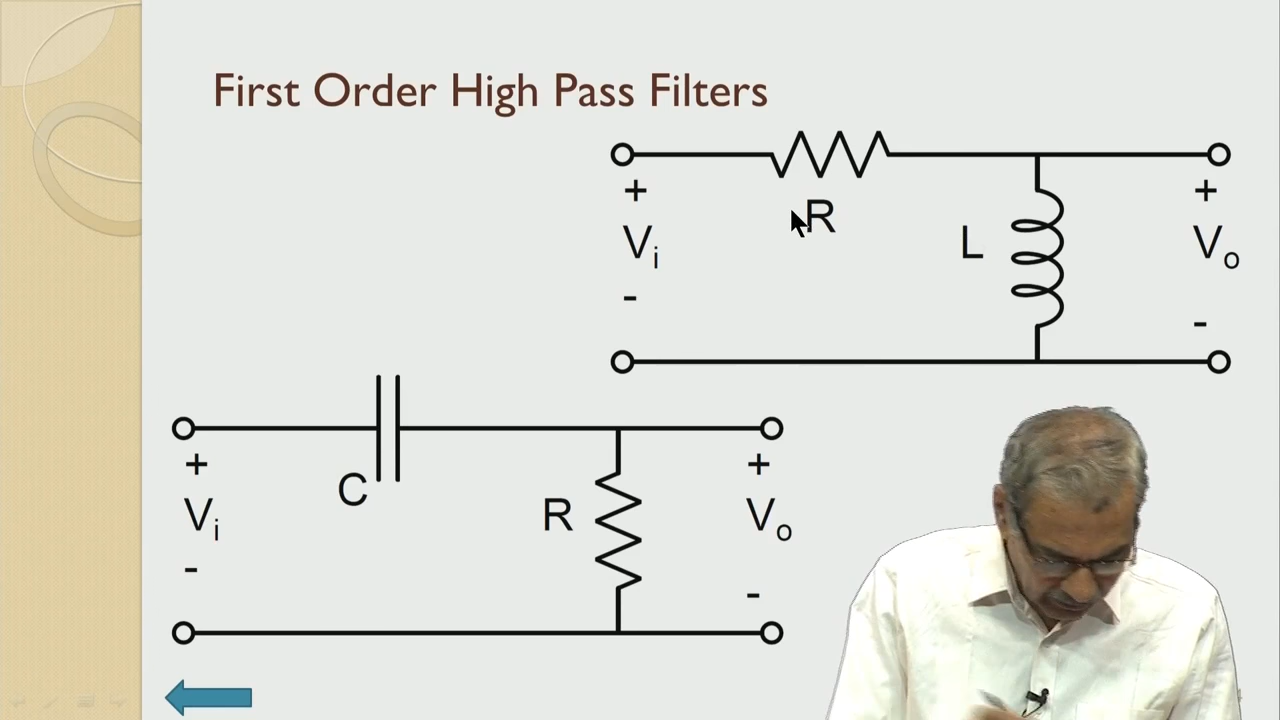 First Order High Pass Filters
+
R
+
Vi
L
Vo
-
-
+
C
+
Vi
R
Vo
-
-